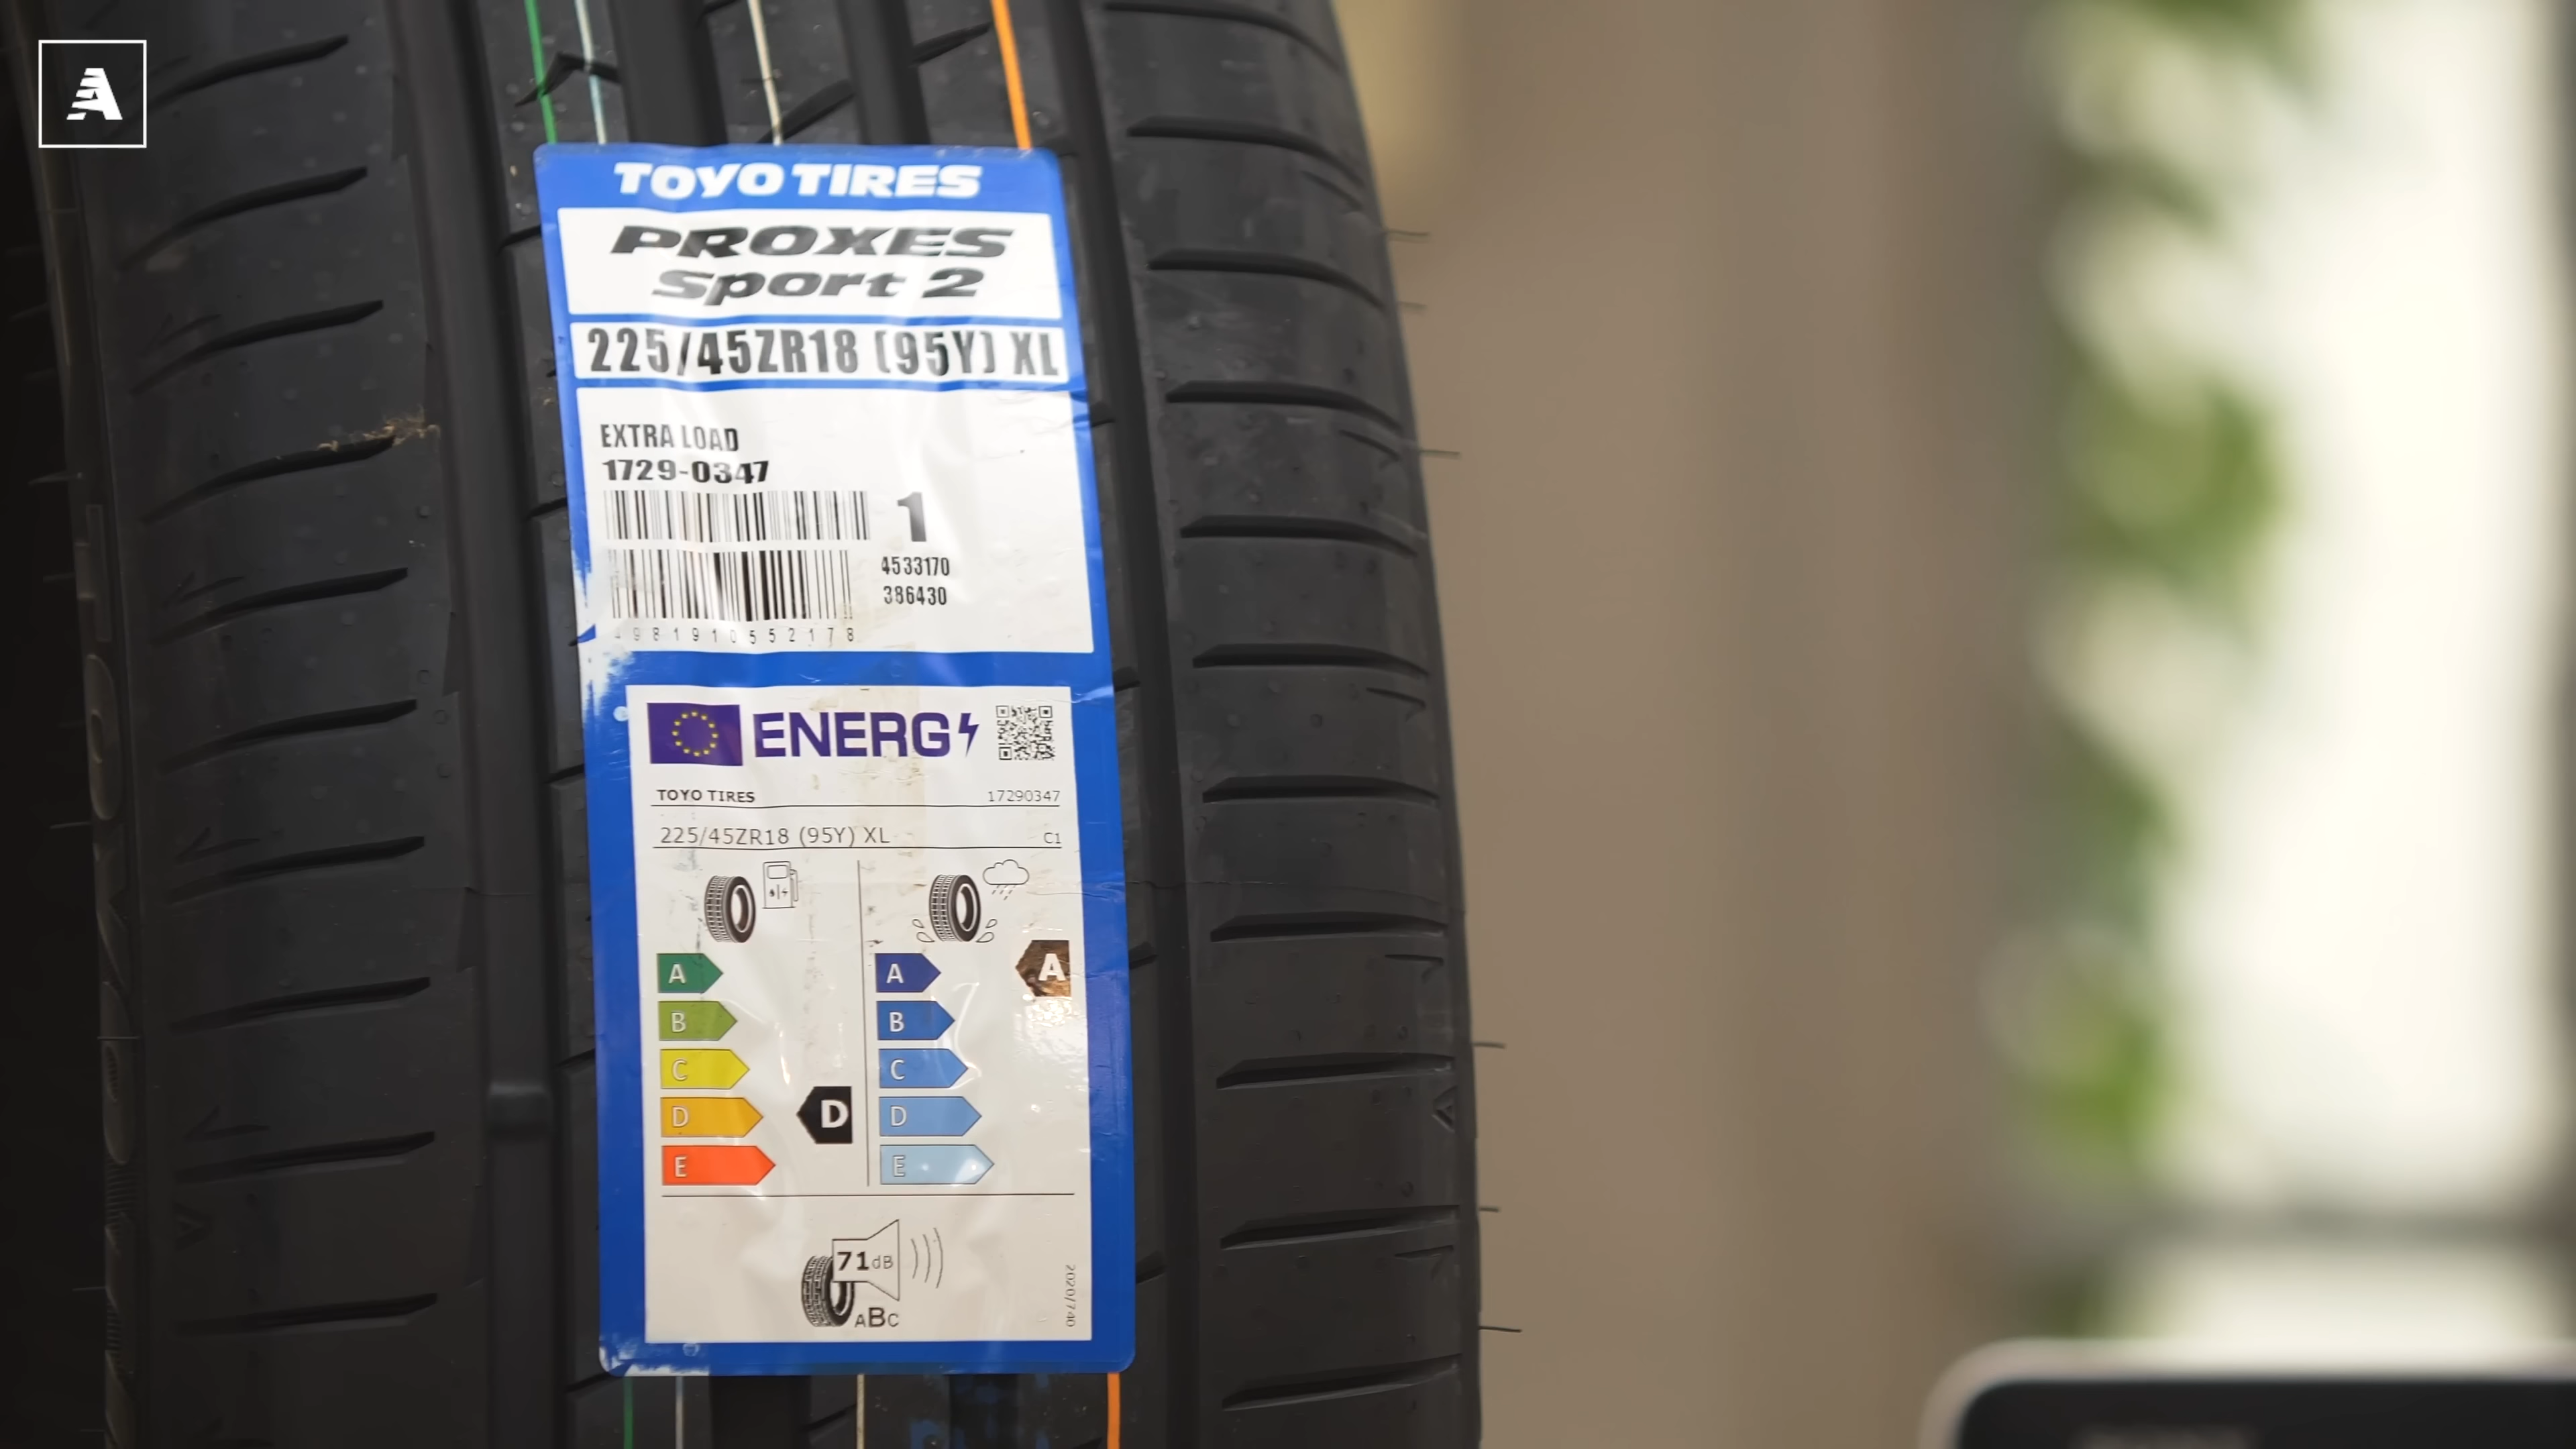 A
TOYO TIRES
PROXES
Sport 2
225/45ZR18 (95Y) XL
EXTRA LOAD
1729-0347
1
4533170
386430
4981910552178
ENERG
TOYO TIRES 17290347
225/45ZR18 (95Y) XL C1
A A A
B B
C C
D D D
E E
71dB
ABC
2020/740